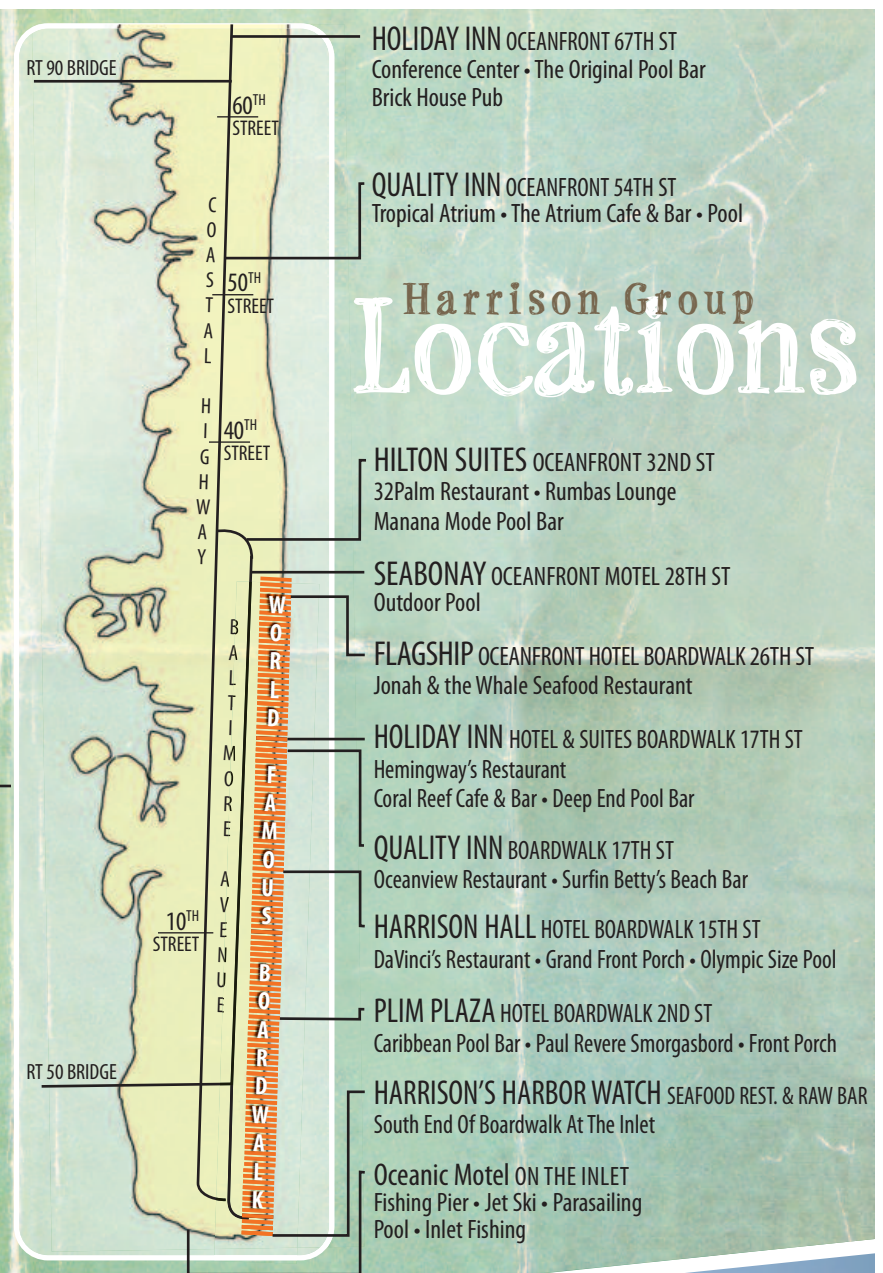 HOLIDAY INN OCEANFRONT 67TH ST
Conference Center • The Original Pool Bar
Brick House Pub
RT 90 BRIDGE
60TH
STREET
QUALITY INN OCEANFRONT 54TH ST
Tropical Atrium • The Atrium Cafe & Bar • Pool
COASTAL HIGHWAY
50TH
STREET
Harrison Group
Locations
40TH
STREET
HILTON SUITES OCEANFRONT 32ND ST
32Palm Restaurant • Rumbas Lounge
Manana Mode Pool Bar
SEABONAY OCEANFRONT MOTEL 28TH ST
Outdoor Pool
WORLD FAMOUS BOARDWALK
BALTIMORE AVENUE
FLAGSHIP OCEANFRONT HOTEL BOARDWALK 26TH ST
Jonah & the Whale Seafood Restaurant
HOLIDAY INN HOTEL & SUITES BOARDWALK 17TH ST
Hemingway's Restaurant
Coral Reef Cafe & Bar • Deep End Pool Bar
QUALITY INN BOARDWALK 17TH ST
Oceanview Restaurant • Surfin Betty's Beach Bar
10TH
STREET
HARRISON HALL HOTEL BOARDWALK 15TH ST
DaVinci's Restaurant • Grand Front Porch • Olympic Size Pool
PLIM PLAZA HOTEL BOARDWALK 2ND ST
Caribbean Pool Bar • Paul Revere Smorgasbord • Front Porch
RT 50 BRIDGE
HARRISON'S HARBOR WATCH SEAFOOD REST. & RAW BAR
South End Of Boardwalk At The Inlet
Oceanic Motel ON THE INLET
Fishing Pier • Jet Ski • Parasailing
Pool • Inlet Fishing